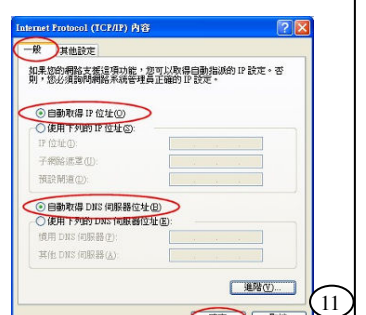 Internet Protocol (TCP/IP) 內容
一般 其他設定
如果您的網路支援這項功能，您可以取得自動指派的 IP 設定。否
則，您必須詢問網路系統管理員正確的 IP 設定。
自動取得 IP 位址(O)
使用下列的 IP 位址(S):
IP 位址(I):
子網路遮罩(U):
預設閘道(D):
自動取得 DNS 伺服器位址(B)
使用下列的 DNS 伺服器位址(E):
慣用 DNS 伺服器(P):
其他 DNS 伺服器(A):
進階(V)...
11